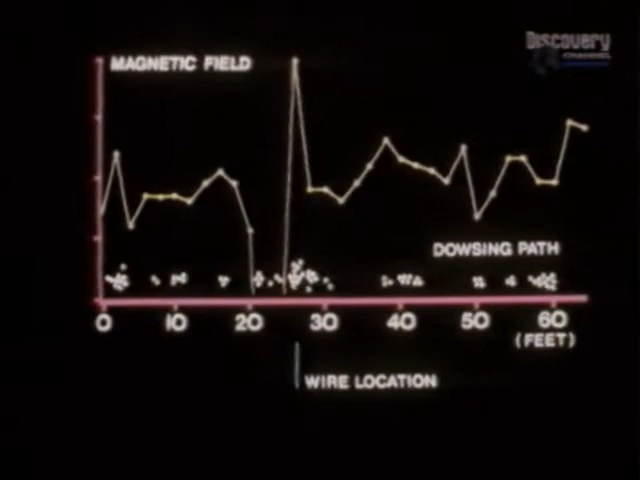 Discovery
CHANNEL
MAGNETIC FIELD
DOWSING PATH
0 10 20 30 40 50 60
(FEET)
WIRE LOCATION